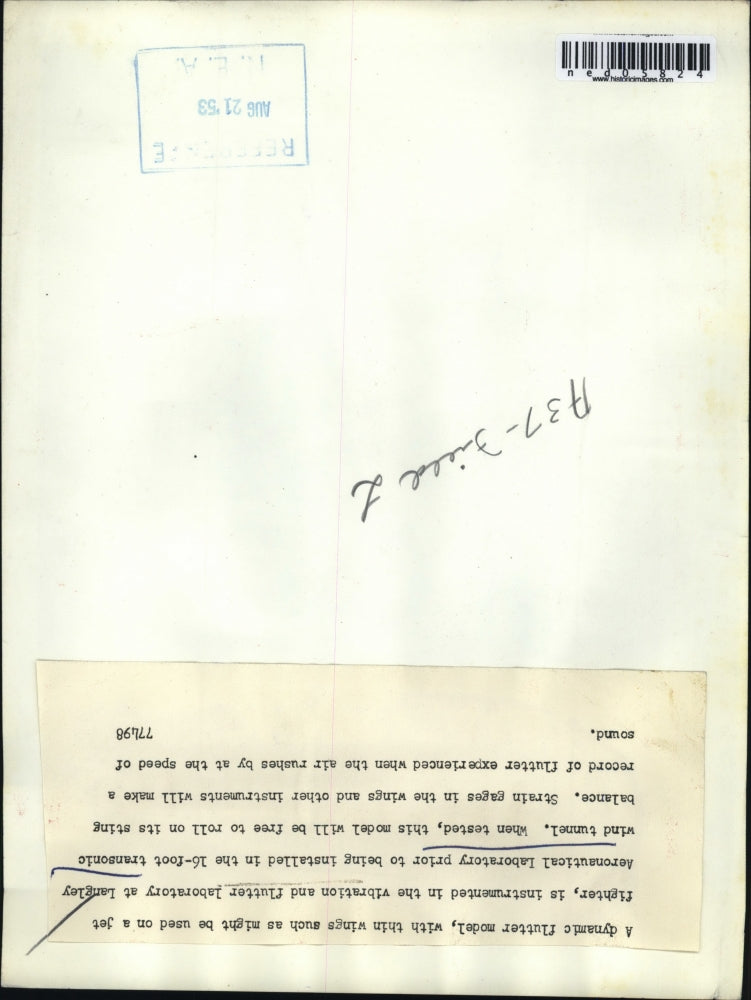 ned05824
www.historicimages.com
REFERENCE
AUG 21 '53
N. E. A.
A37-Field L
A dynamic flutter model, with thin wings such as might be used on a jet
fighter, is instrumented in the vibration and flutter laboratory at Langley
Aeronautical Laboratory prior to being installed in the 16-foot transonic
wind tunnel. When tested, this model will be free to roll on its sting
balance. Strain gages in the wings and other instruments will make a
record of flutter experienced when the air rushes by at the speed of
sound.
77498